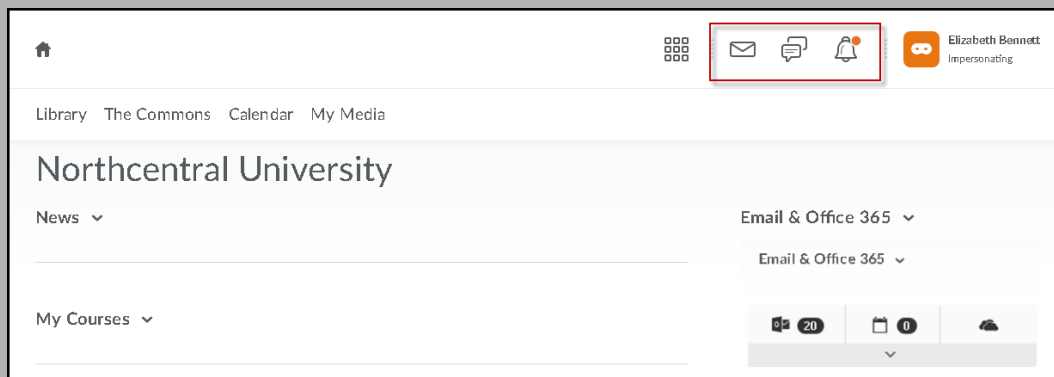 Elizabeth Bennett
Impersonating
Library The Commons Calendar My Media
Northcentral University
News
Email & Office 365
Email & Office 365
My Courses
20 0